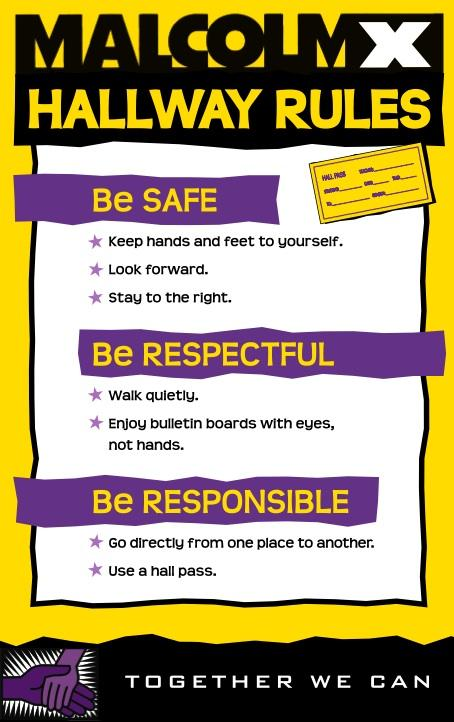 MALCOLM X
HALLWAY RULES
HALL PASS
Be SAFE
Keep hands and feet to yourself.
Look forward.
Stay to the right.
Be RESPECTFUL
Walk quietly.
Enjoy bulletin boards with eyes,
not hands.
Be RESPONSIBLE
Go directly from one place to another.
Use a hall pass.
TOGETHER WE CAN